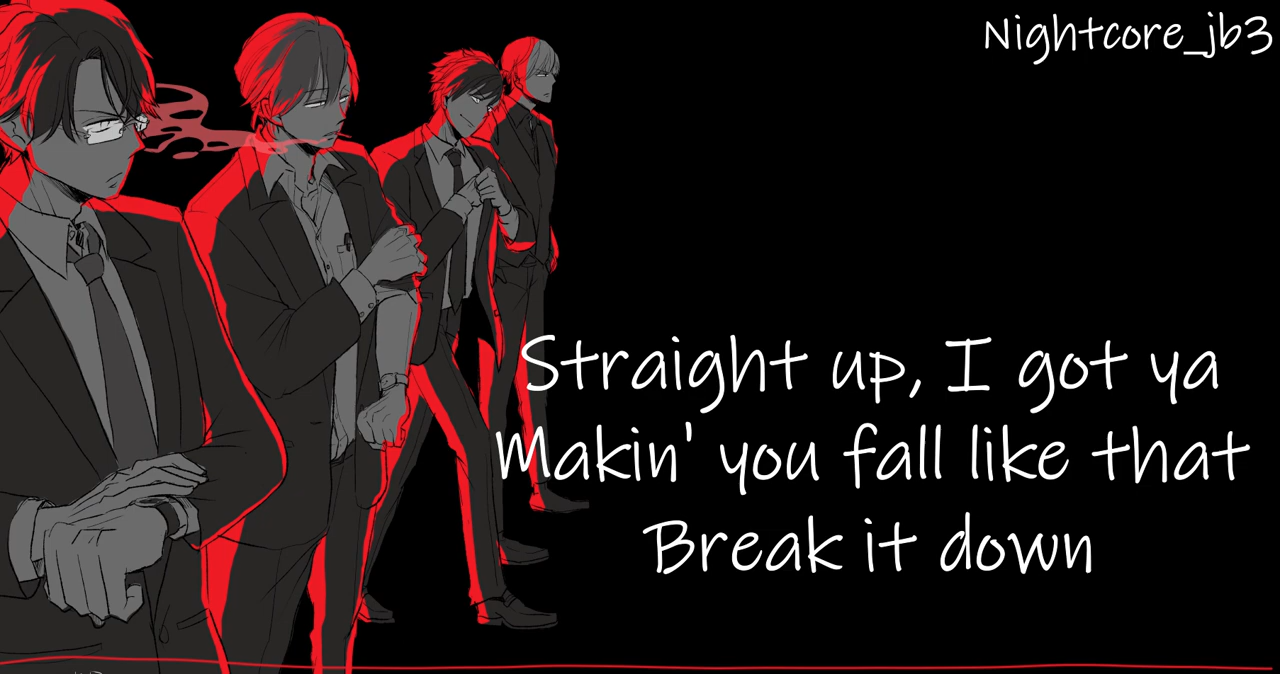 Nightcore_jb3
Straight up, I got ya
Makin' you fall like that
Break it down